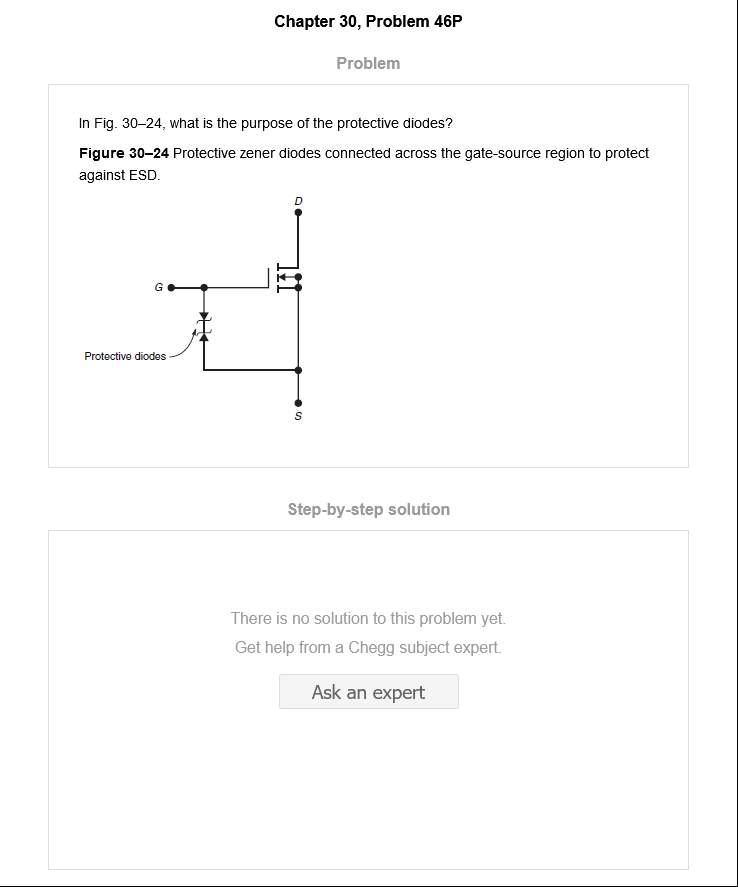 Chapter 30, Problem 46P
Problem
In Fig. 30–24, what is the purpose of the protective diodes?
Figure 30–24 Protective zener diodes connected across the gate-source region to protect
against ESD.
D
G
Protective diodes
S
Step-by-step solution
There is no solution to this problem yet.
Get help from a Chegg subject expert.
Ask an expert